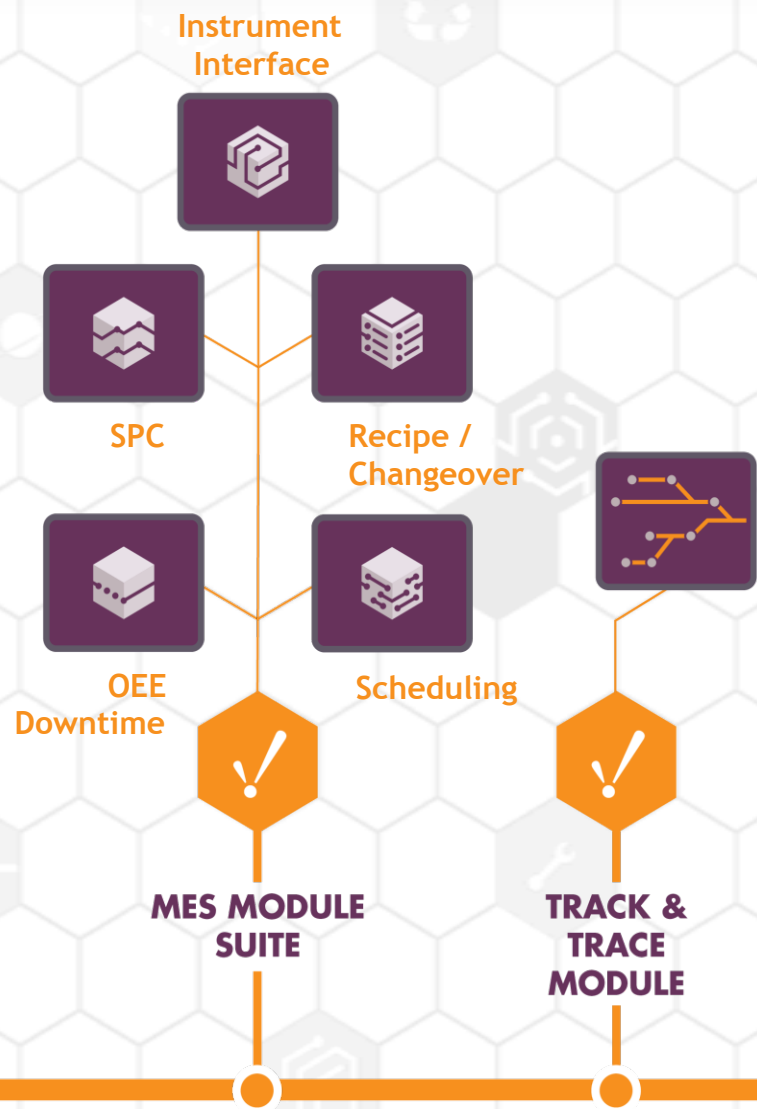 Instrument
Interface
SPC
Recipe /
Changeover
OEE
Downtime
Scheduling
MES MODULE
SUITE
TRACK &
TRACE
MODULE